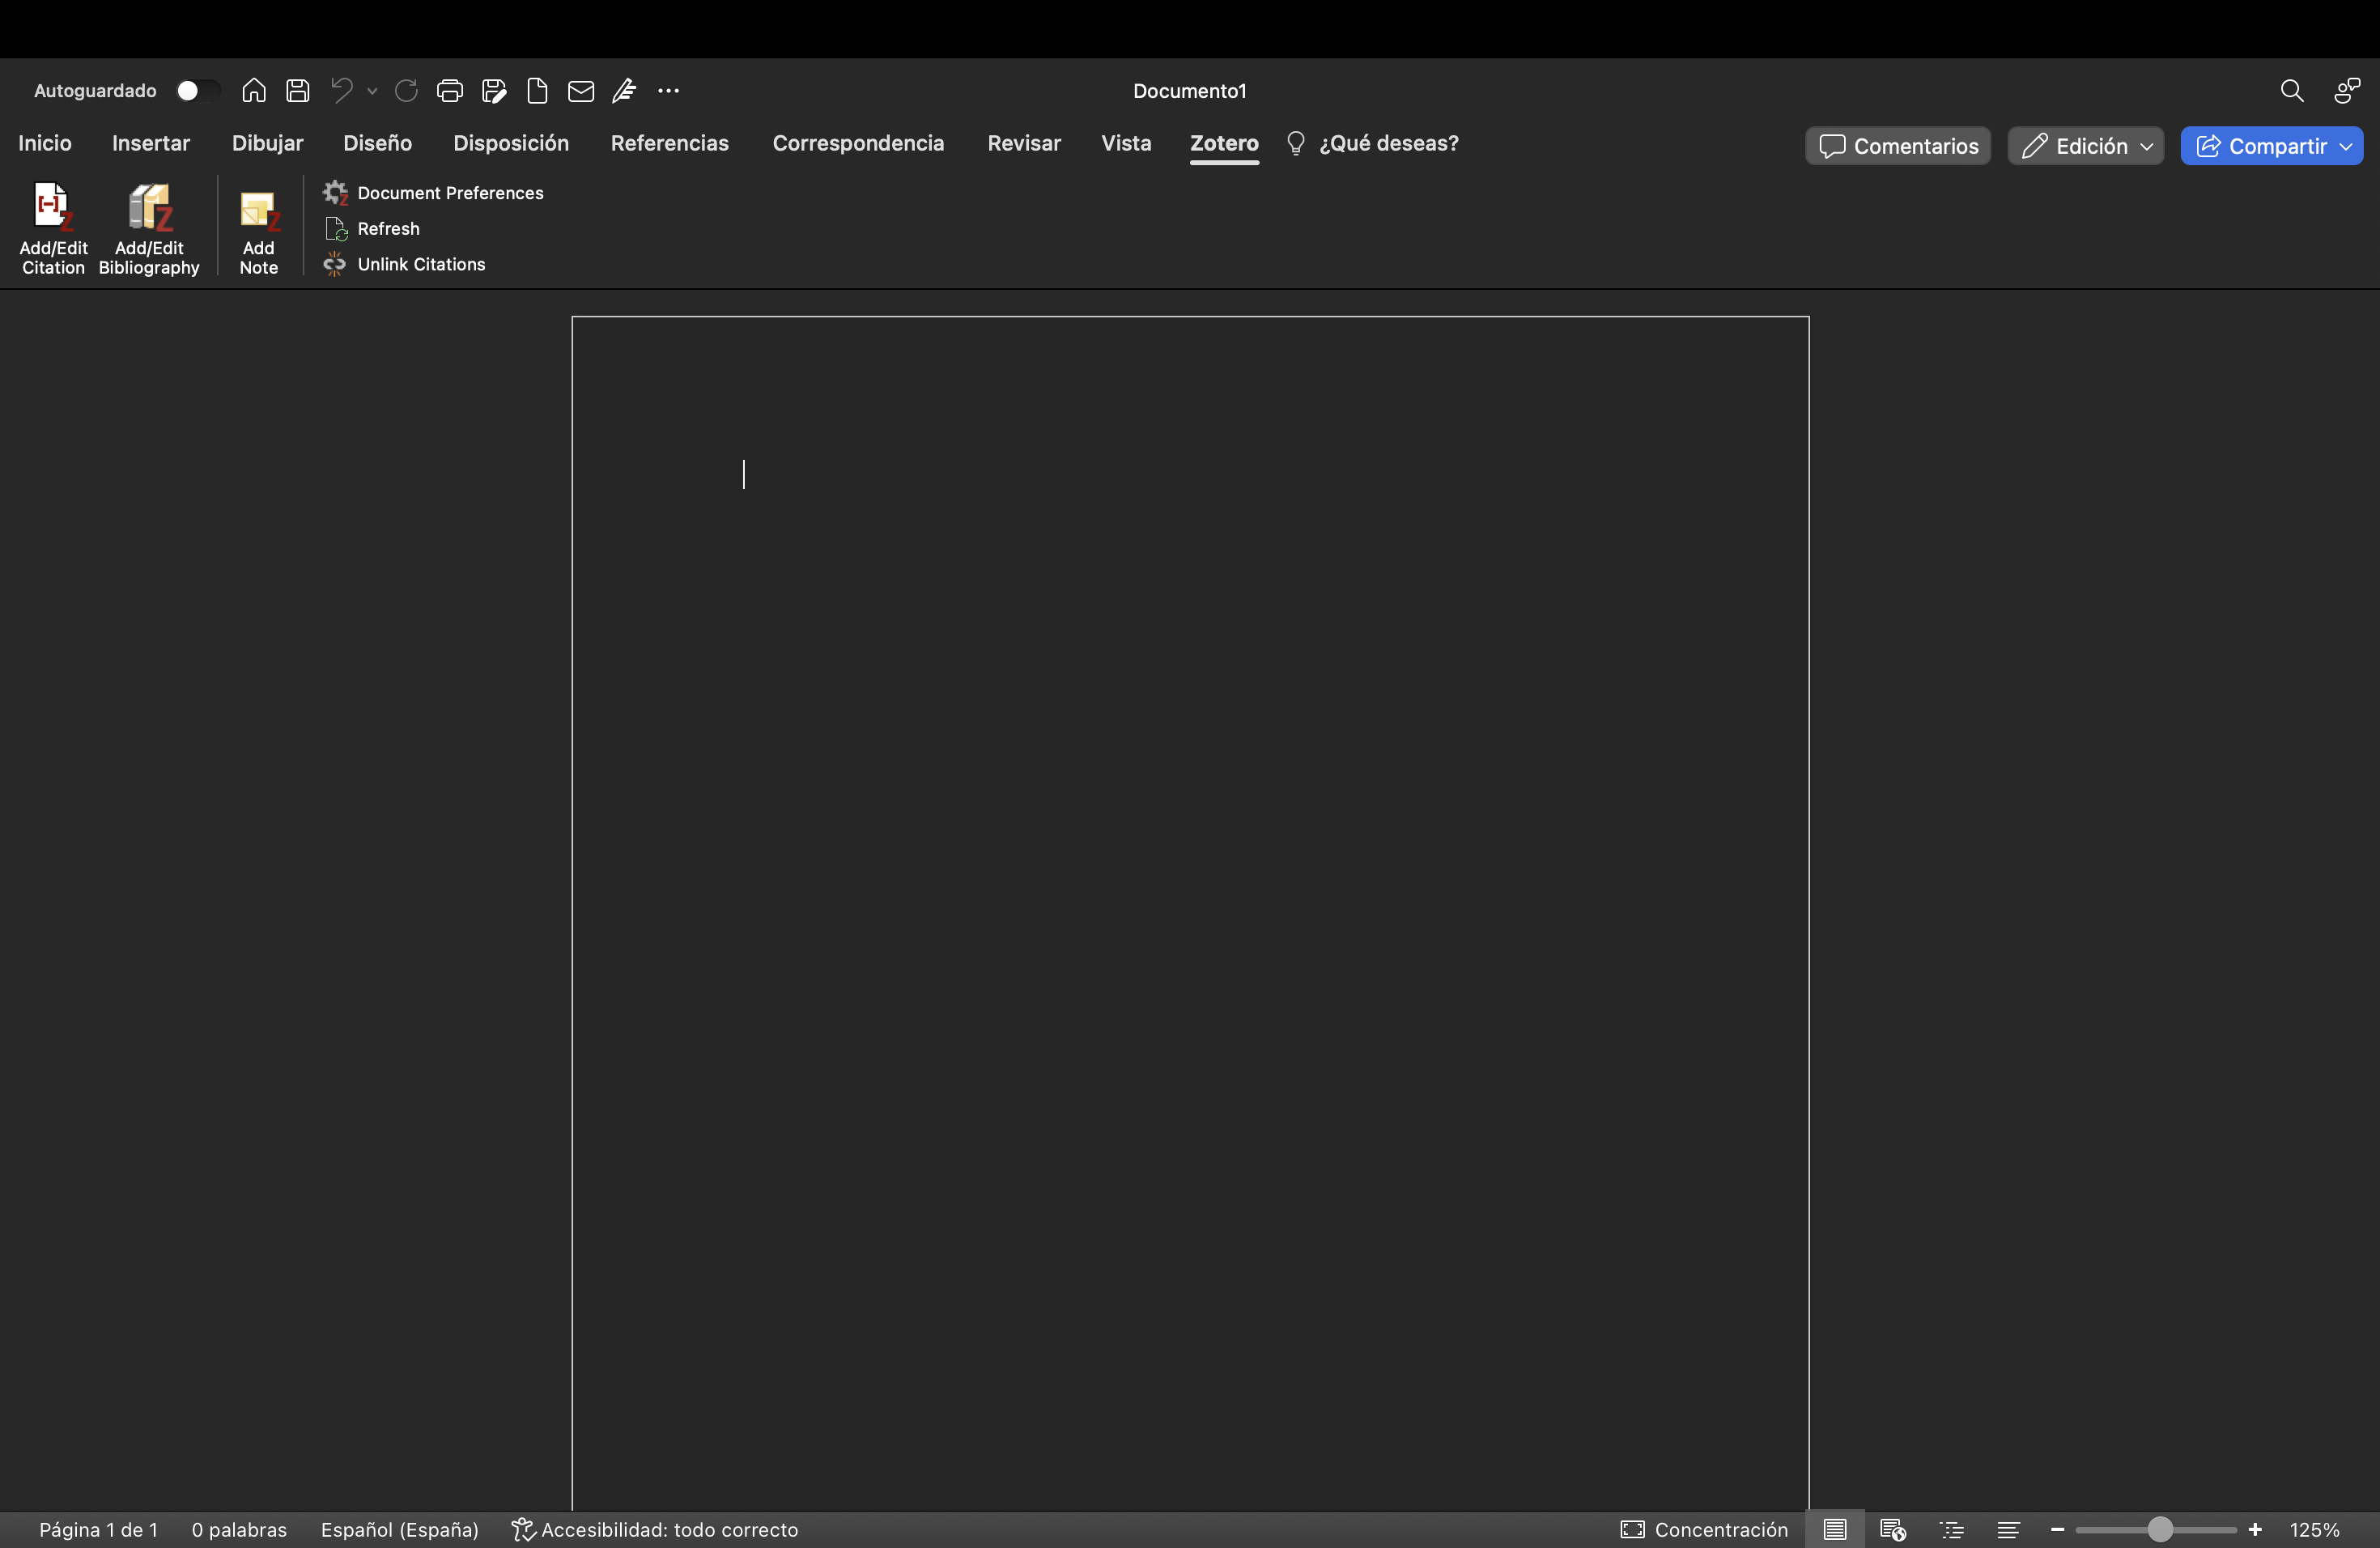 Autoguardado
Documento1
Inicio Insertar Dibujar Diseño Disposición Referencias Correspondencia Revisar Vista Zotero ¿Qué deseas? Comentarios Edición Compartir
Add/Edit Citation
Add/Edit Bibliography
Add Note
Document Preferences
Refresh
Unlink Citations
Página 1 de 1 0 palabras Español (España) Accesibilidad: todo correcto Concentración 125%